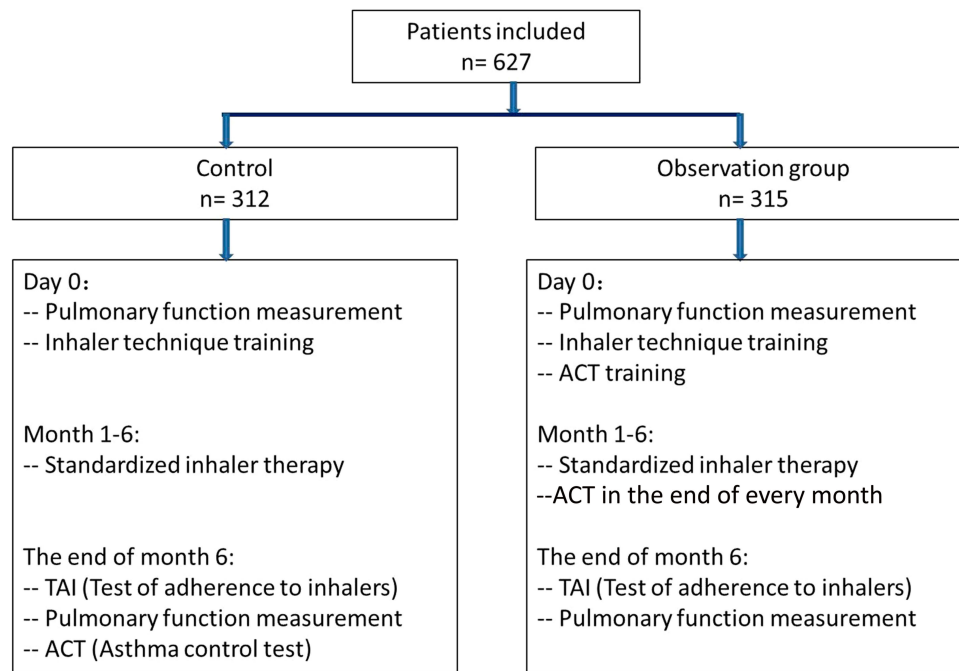 Patients included
n= 627
Control
n= 312
Observation group
n= 315
Day 0：
-- Pulmonary function measurement
-- Inhaler technique training
Month 1-6:
-- Standardized inhaler therapy
The end of month 6:
-- TAI (Test of adherence to inhalers)
-- Pulmonary function measurement
-- ACT (Asthma control test)
Day 0：
-- Pulmonary function measurement
-- Inhaler technique training
-- ACT training
Month 1-6:
-- Standardized inhaler therapy
--ACT in the end of every month
The end of month 6:
-- TAI (Test of adherence to inhalers)
-- Pulmonary function measurement